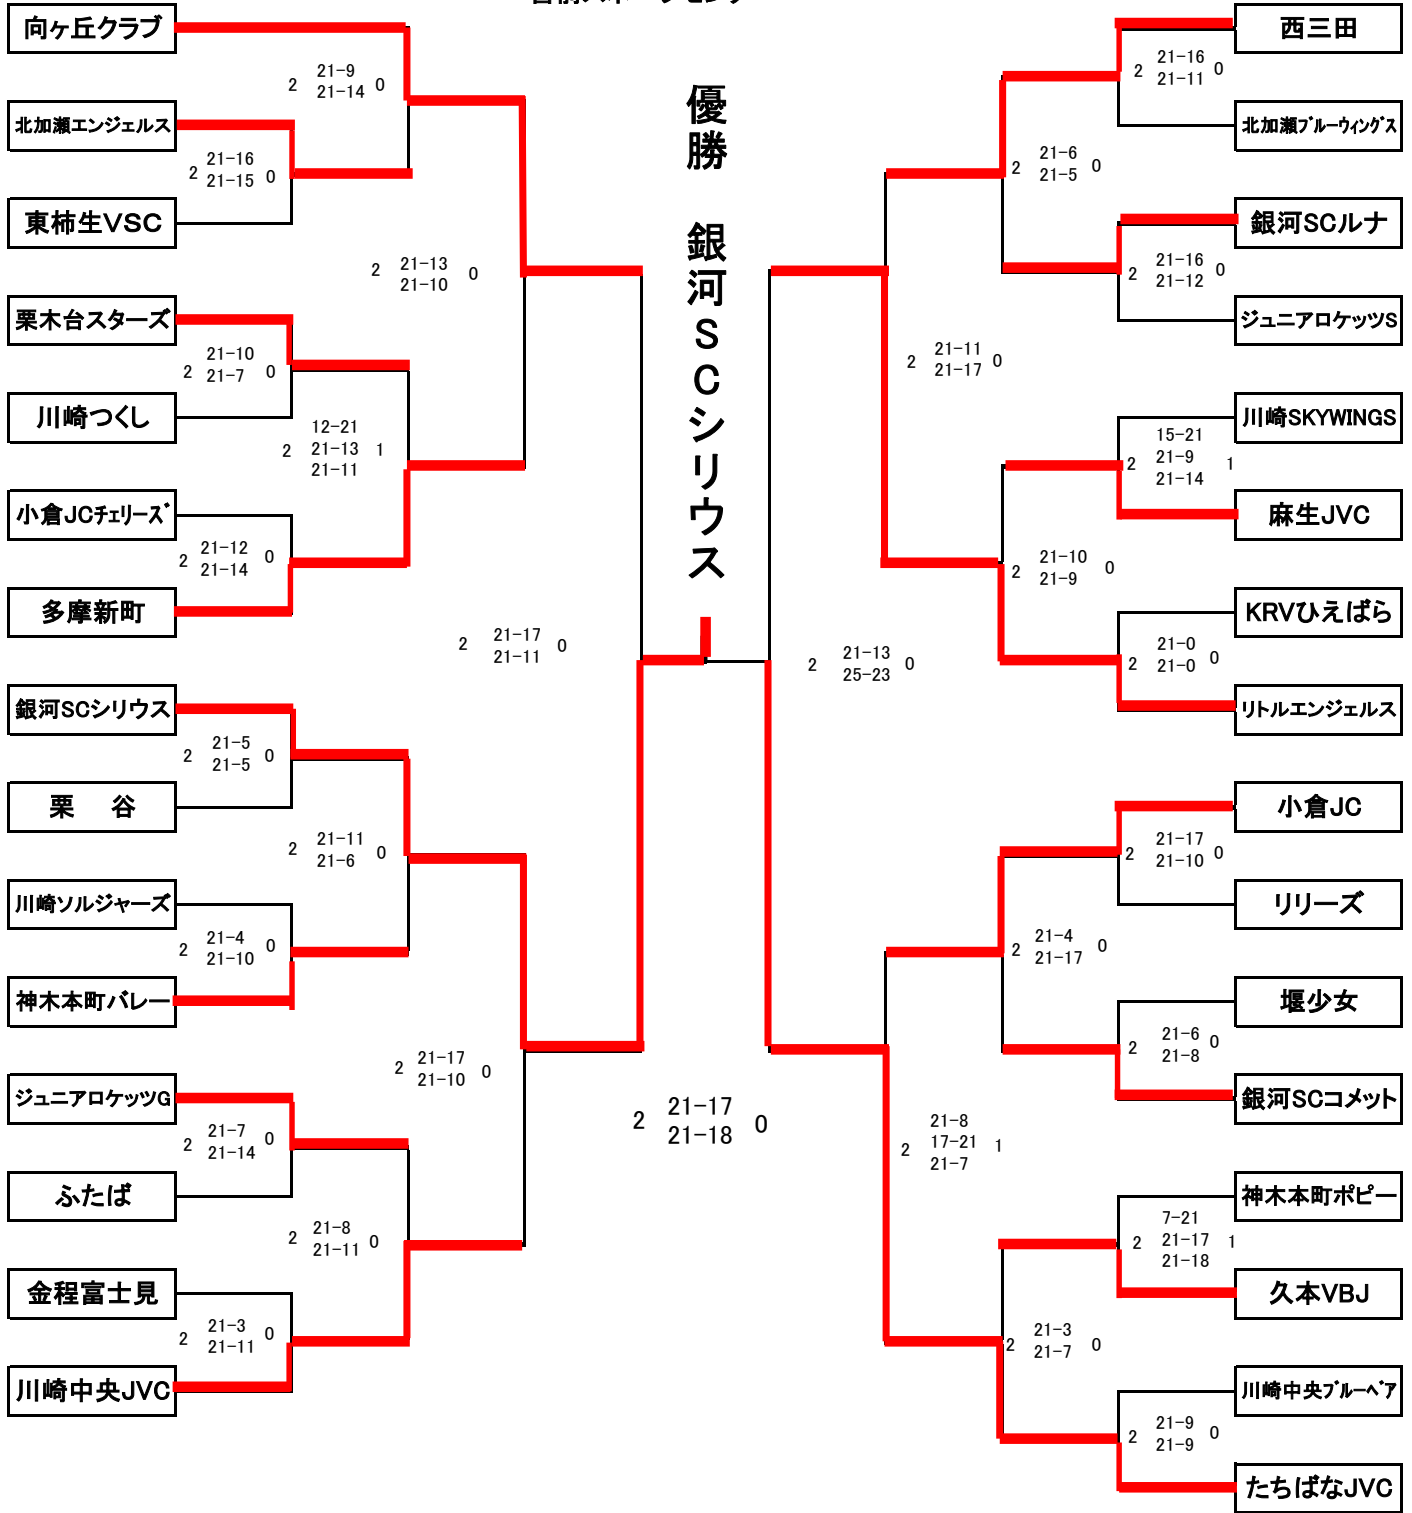 向ヶ丘クラブ
2 21-9 0
21-14
北加瀬エンジェルス
2 21-16 0
21-15
東柿生VSC
2 21-13 0
21-10
栗木台スターズ
2 21-10 0
21-7
川崎つくし
12-21
2 21-13 1
21-11
小倉JCチェリーズ
2 21-12 0
21-14
多摩新町
2 21-17 0
21-11
銀河SCシリウス
2 21-5 0
21-5
栗 谷
2 21-11 0
21-6
川崎ソルジャーズ
2 21-4 0
21-10
神木本町バレー
2 21-17 0
21-10
ジュニアロケッツG
2 21-7 0
21-14
ふたば
2 21-8 0
21-11
金程富士見
2 21-3 0
21-11
川崎中央JVC
優勝 銀河SCシリウス
2 21-17 0
21-18
西三田
2 21-16 0
21-11
北加瀬ブルーウィングス
2 21-6 0
21-5
銀河SCルナ
2 21-16 0
21-12
ジュニアロケッツS
2 21-11 0
21-17
川崎SKYWINGS
15-21
2 21-9 1
21-14
麻生JVC
2 21-10 0
21-9
KRVひえばら
2 21-0 0
21-0
リトルエンジェルス
2 21-13 0
25-23
小倉JC
2 21-17 0
21-10
リリーズ
2 21-4 0
21-17
堰少女
2 21-6 0
21-8
銀河SCコメット
21-8
2 17-21 1
21-7
神木本町ポピー
7-21
2 21-17 1
21-18
久本VBJ
2 21-3 0
21-7
川崎中央ブルーベア
2 21-9 0
21-9
たちばなJVC